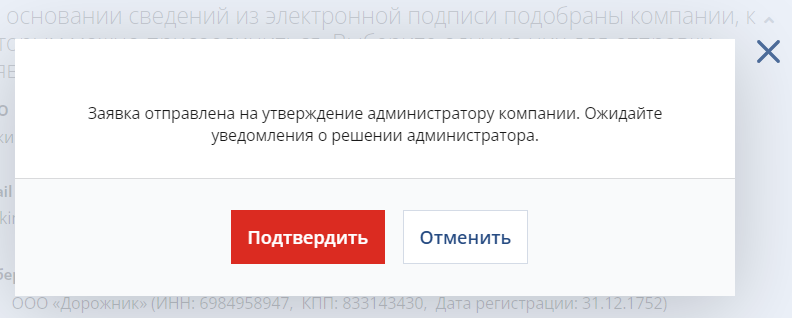 основании сведений из электронной подписи подобраны компании, к
Заявка отправлена на утверждение администратору компании. Ожидайте
уведомления о решении администратора.
Подтвердить
Отменить
ООО «Дорожник» (ИНН: 6984958947, КПП: 833143430, Дата регистрации: 31.12.1752)